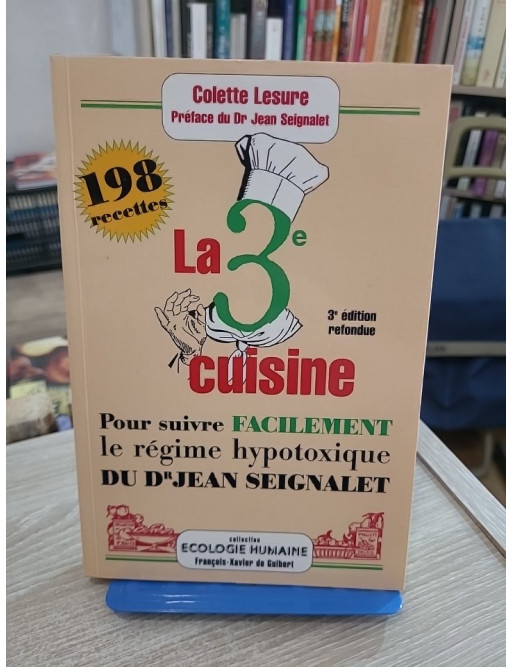 Colette Lesure
Préface du Dr Jean Seignalet
198
recettes
La 3e
cuisine
3e édition
refondue
Pour suivre FACILEMENT
le régime hypotoxique
DU DR JEAN SEIGNALET
collection
ECOLOGIE HUMAINE
François-Xavier de Guibert